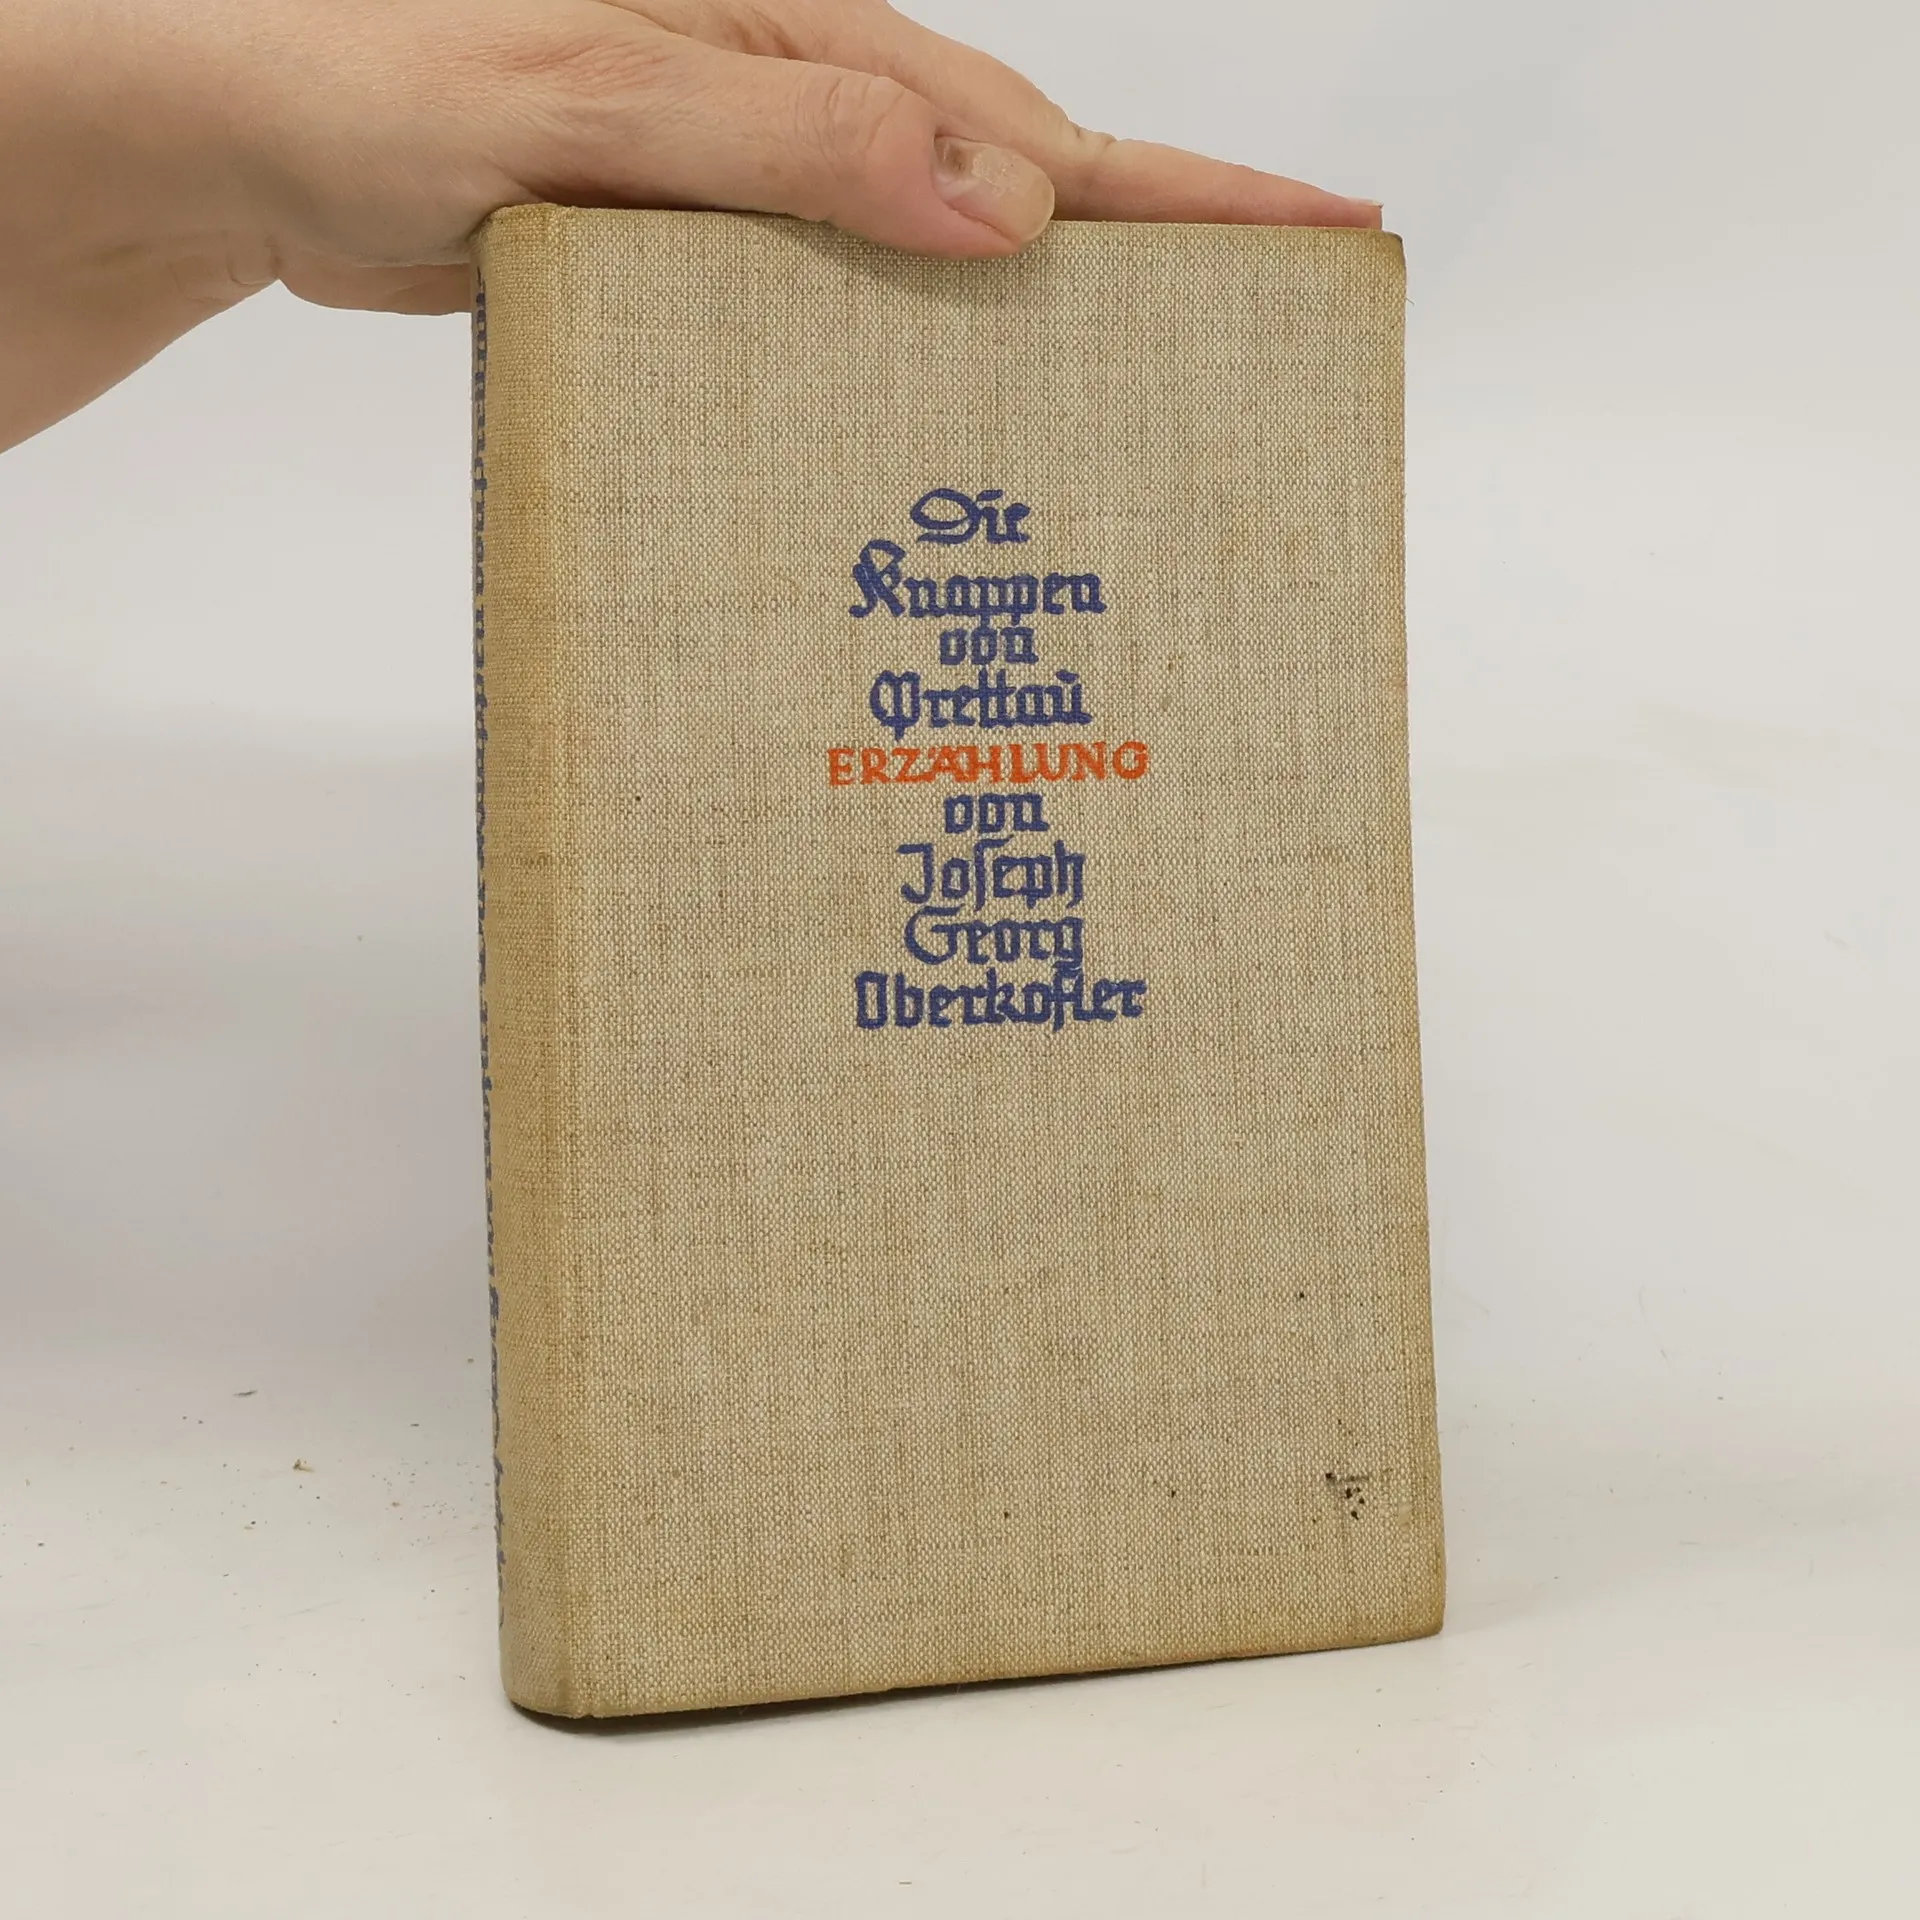 Die
Knappen
von
Prettau
ERZÄHLUNG
von
Joseph
Georg
Oberkofler